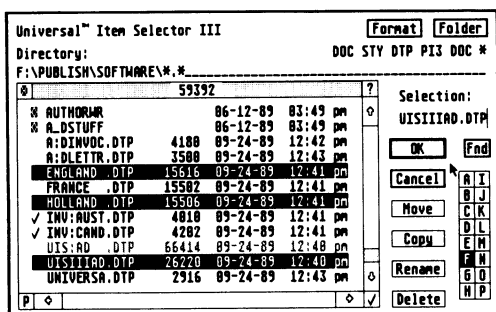 Universal™ Item Selector III
Format Folder
Directory:
DOC STY DTP PI3 DOC *
F:\PUBLISH\SOFTWARE\*.*
59392 ?
AUTHORWR 06-12-89 03:49 pm
A_DSTUFF 06-12-89 03:49 pm
A:DINVOC.DTP 4180 09-24-89 12:42 pm
A:DLETTR.DTP 3500 09-24-89 12:43 pm
ENGLAND .DTP 15616 09-24-89 12:41 pm
FRANCE .DTP 15502 09-24-89 12:41 pm
HOLLAND .DTP 15506 09-24-89 12:41 pm
✓ INV:AUST.DTP 4010 09-24-89 12:41 pm
✓ INV:CAND.DTP 4202 09-24-89 12:41 pm
UIS:AD .DTP 66414 09-24-89 12:40 pm
UISIIIAD.DTP 26220 09-24-89 12:40 pm
UNIVERSA.DTP 2916 09-24-89 12:43 pm
P ✓
Selection:
UISIIIAD.DTP
OK Fnd
Cancel
Move
Copy
Rename
Delete
A I
B J
C K
D L
E M
F N
G O
H P